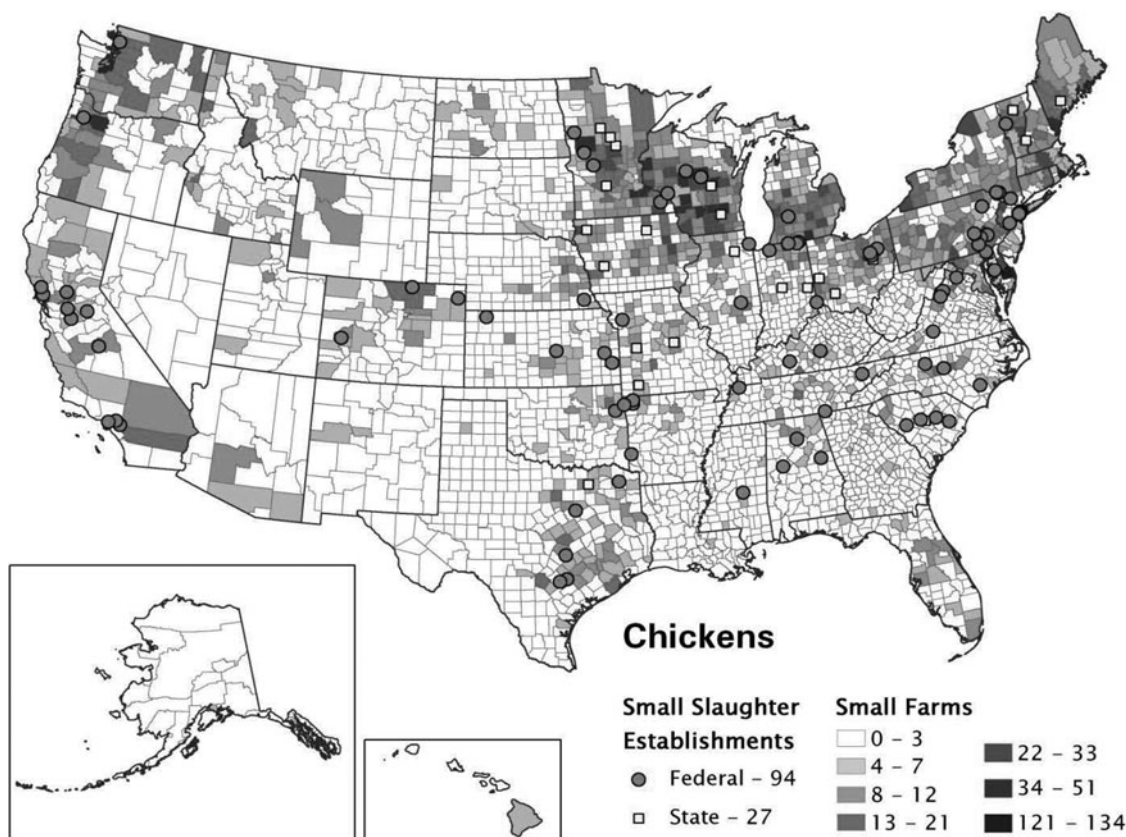 Chickens
Small Slaughter
Establishments
Federal – 94
State – 27
Small Farms
0 – 3
4 – 7
8 – 12
13 – 21
22 – 33
34 – 51
121 – 134